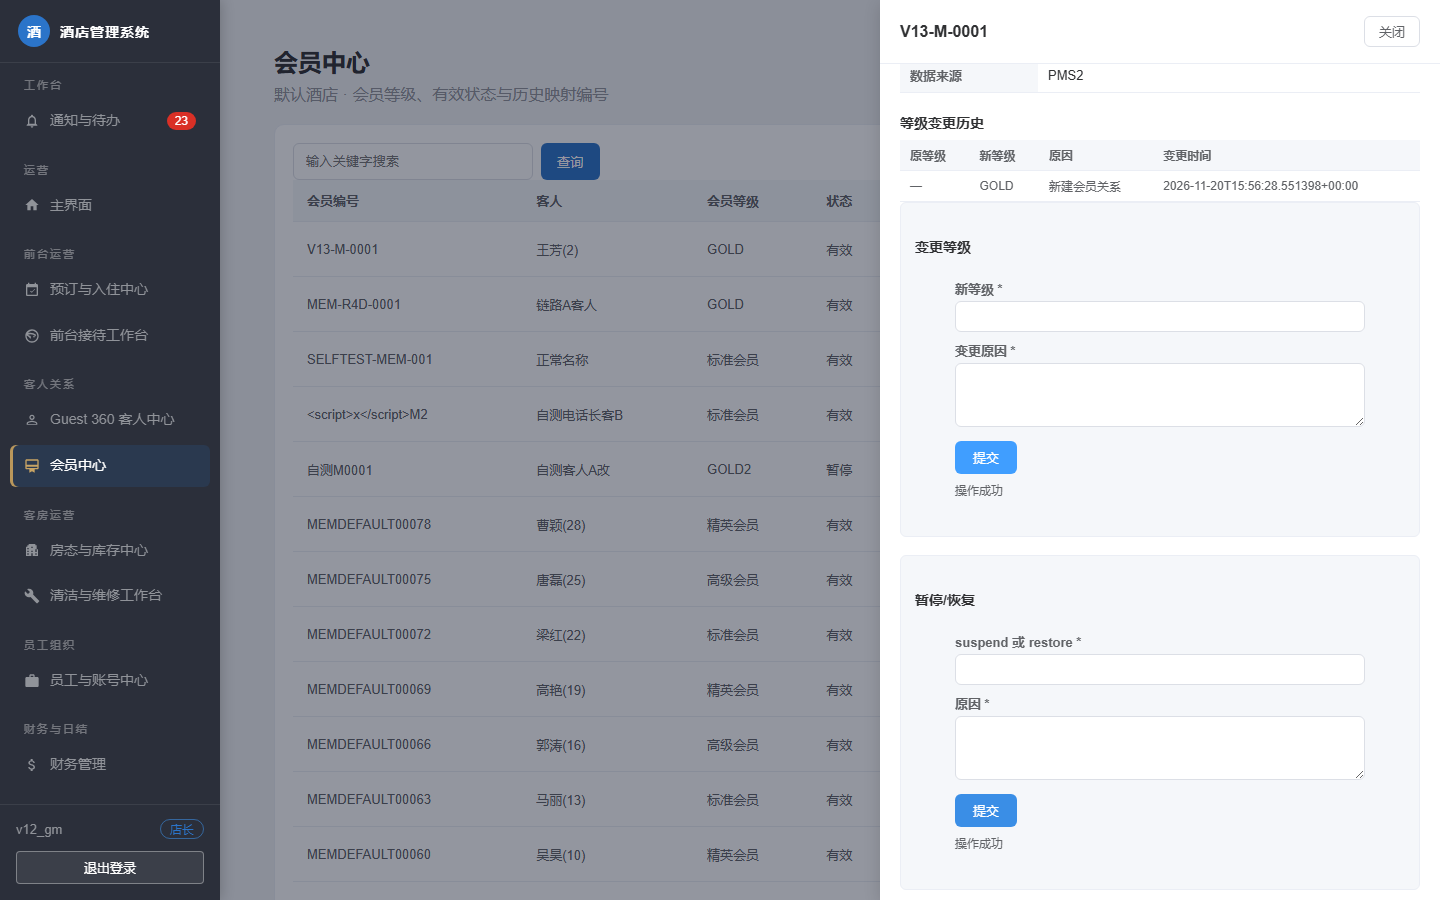 酒 酒店管理系统
工作台
通知与待办 23
运营
主界面
前台运营
预订与入住中心
前台接待工作台
客人关系
Guest 360 客人中心
会员中心
客房运营
房态与库存中心
清洁与维修工作台
员工组织
员工与账号中心
财务与日结
$ 财务管理
v12_gm 店长
退出登录
会员中心
默认酒店 · 会员等级、有效状态与历史映射编号
输入关键字搜索 查询
会员编号 客人 会员等级 状态
V13-M-0001 王芳(2) GOLD 有效
MEM-R4D-0001 链路A客人 GOLD 有效
SELFTEST-MEM-001 正常名称 标准会员 有效
<script>x</script>M2 自测电话长客B 标准会员 有效
自测M0001 自测客人A改 GOLD2 暂停
MEMDEFAULT00078 曹颖(28) 精英会员 有效
MEMDEFAULT00075 唐磊(25) 高级会员 有效
MEMDEFAULT00072 梁红(22) 标准会员 有效
MEMDEFAULT00069 高艳(19) 精英会员 有效
MEMDEFAULT00066 郭涛(16) 高级会员 有效
MEMDEFAULT00063 马丽(13) 标准会员 有效
MEMDEFAULT00060 吴昊(10) 精英会员 有效
V13-M-0001 关闭
数据来源 PMS2
等级变更历史
原等级 新等级 原因 变更时间
— GOLD 新建会员关系 2026-11-20T15:56:28.551398+00:00
变更等级
新等级 *
变更原因 *
提交
操作成功
暂停/恢复
suspend 或 restore *
原因 *
提交
操作成功